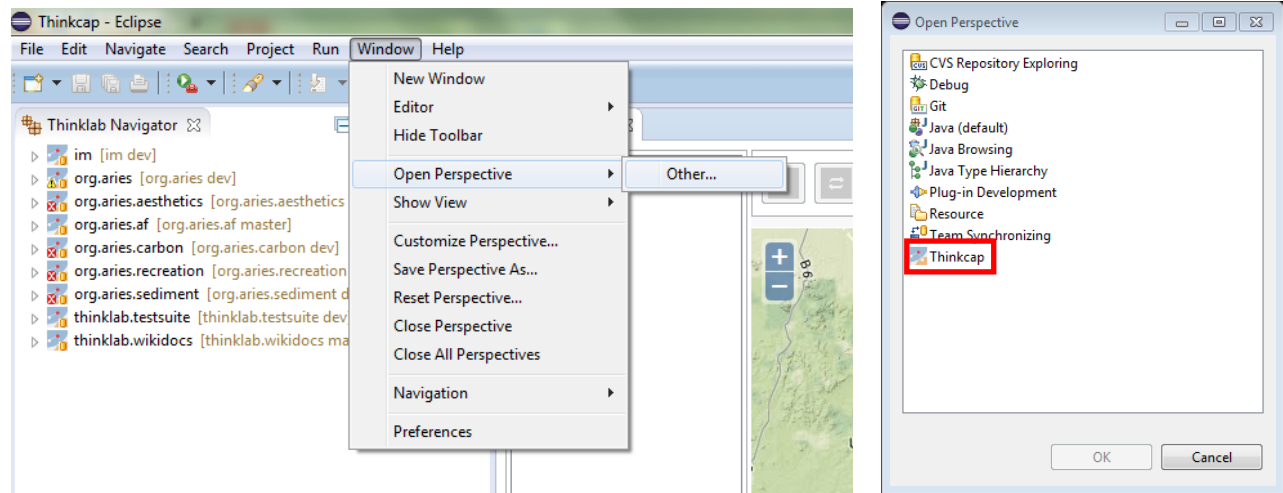 Thinkcap - Eclipse
File Edit Navigate Search Project Run Window Help
Thinklab Navigator
im [im dev]
org.aries [org.aries dev]
org.aries.aesthetics [org.aries.aesthetics
org.aries.af [org.aries.af master]
org.aries.carbon [org.aries.carbon dev]
org.aries.recreation [org.aries.recreation
org.aries.sediment [org.aries.sediment d
thinklab.testsuite [thinklab.testsuite dev
thinklab.wikidocs [thinklab.wikidocs ma
New Window
Editor
Hide Toolbar
Open Perspective
Other...
Show View
Customize Perspective...
Save Perspective As...
Reset Perspective...
Close Perspective
Close All Perspectives
Navigation
Preferences
+
−
Open Perspective
CVS Repository Exploring
Debug
Git
Java (default)
Java Browsing
Java Type Hierarchy
Plug-in Development
Resource
Team Synchronizing
Thinkcap
OK Cancel